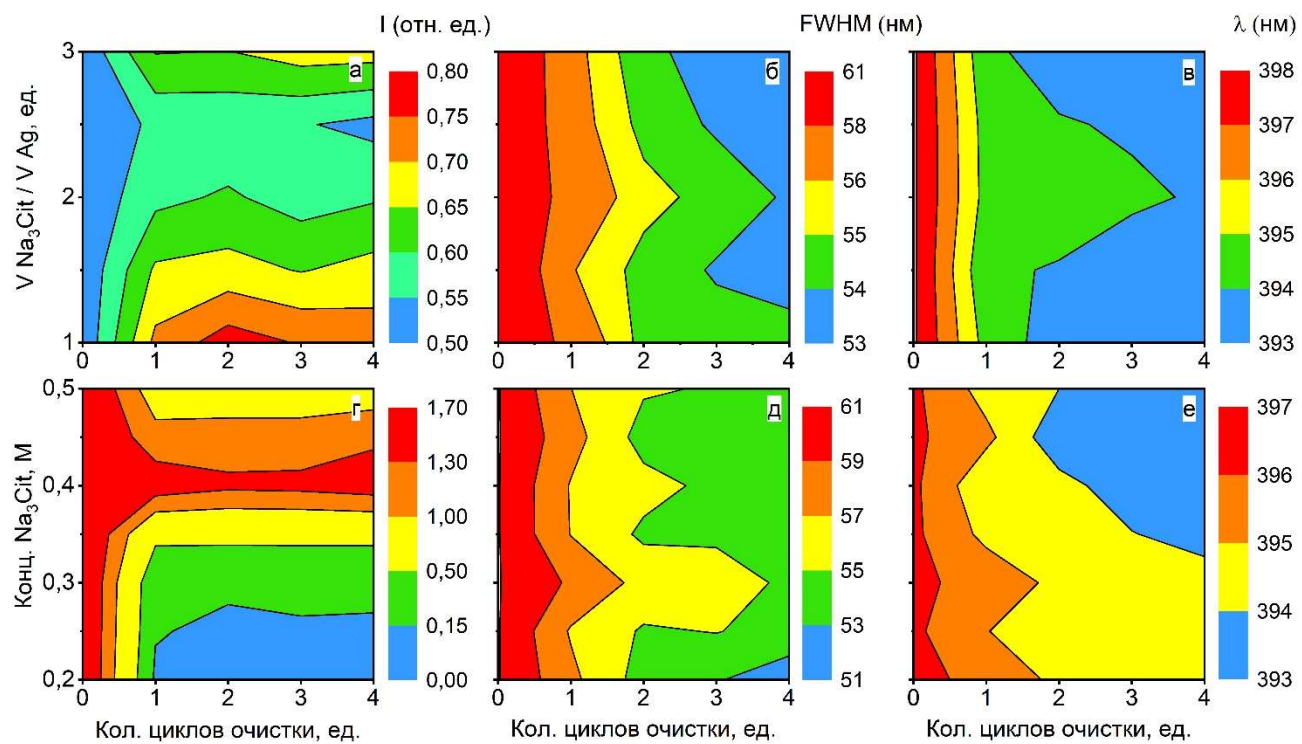 I (отн. ед.) FWHM (нм) λ (нм)
V Na₃Cit / V Ag, ед.
3
2
1
0 1 2 3 4
а
0,80
0,75
0,70
0,65
0,60
0,55
0,50
0 1 2 3 4
б
61
58
56
55
54
53
0 1 2 3 4
в
398
397
396
395
394
393
Конц. Na₃Cit, М
0,5
0,4
0,3
0,2
0 1 2 3 4
г
1,70
1,30
1,00
0,50
0,15
0,00
0 1 2 3 4
д
61
59
57
55
53
51
0 1 2 3 4
е
397
396
395
394
393
Кол. циклов очистки, ед. Кол. циклов очистки, ед. Кол. циклов очистки, ед.